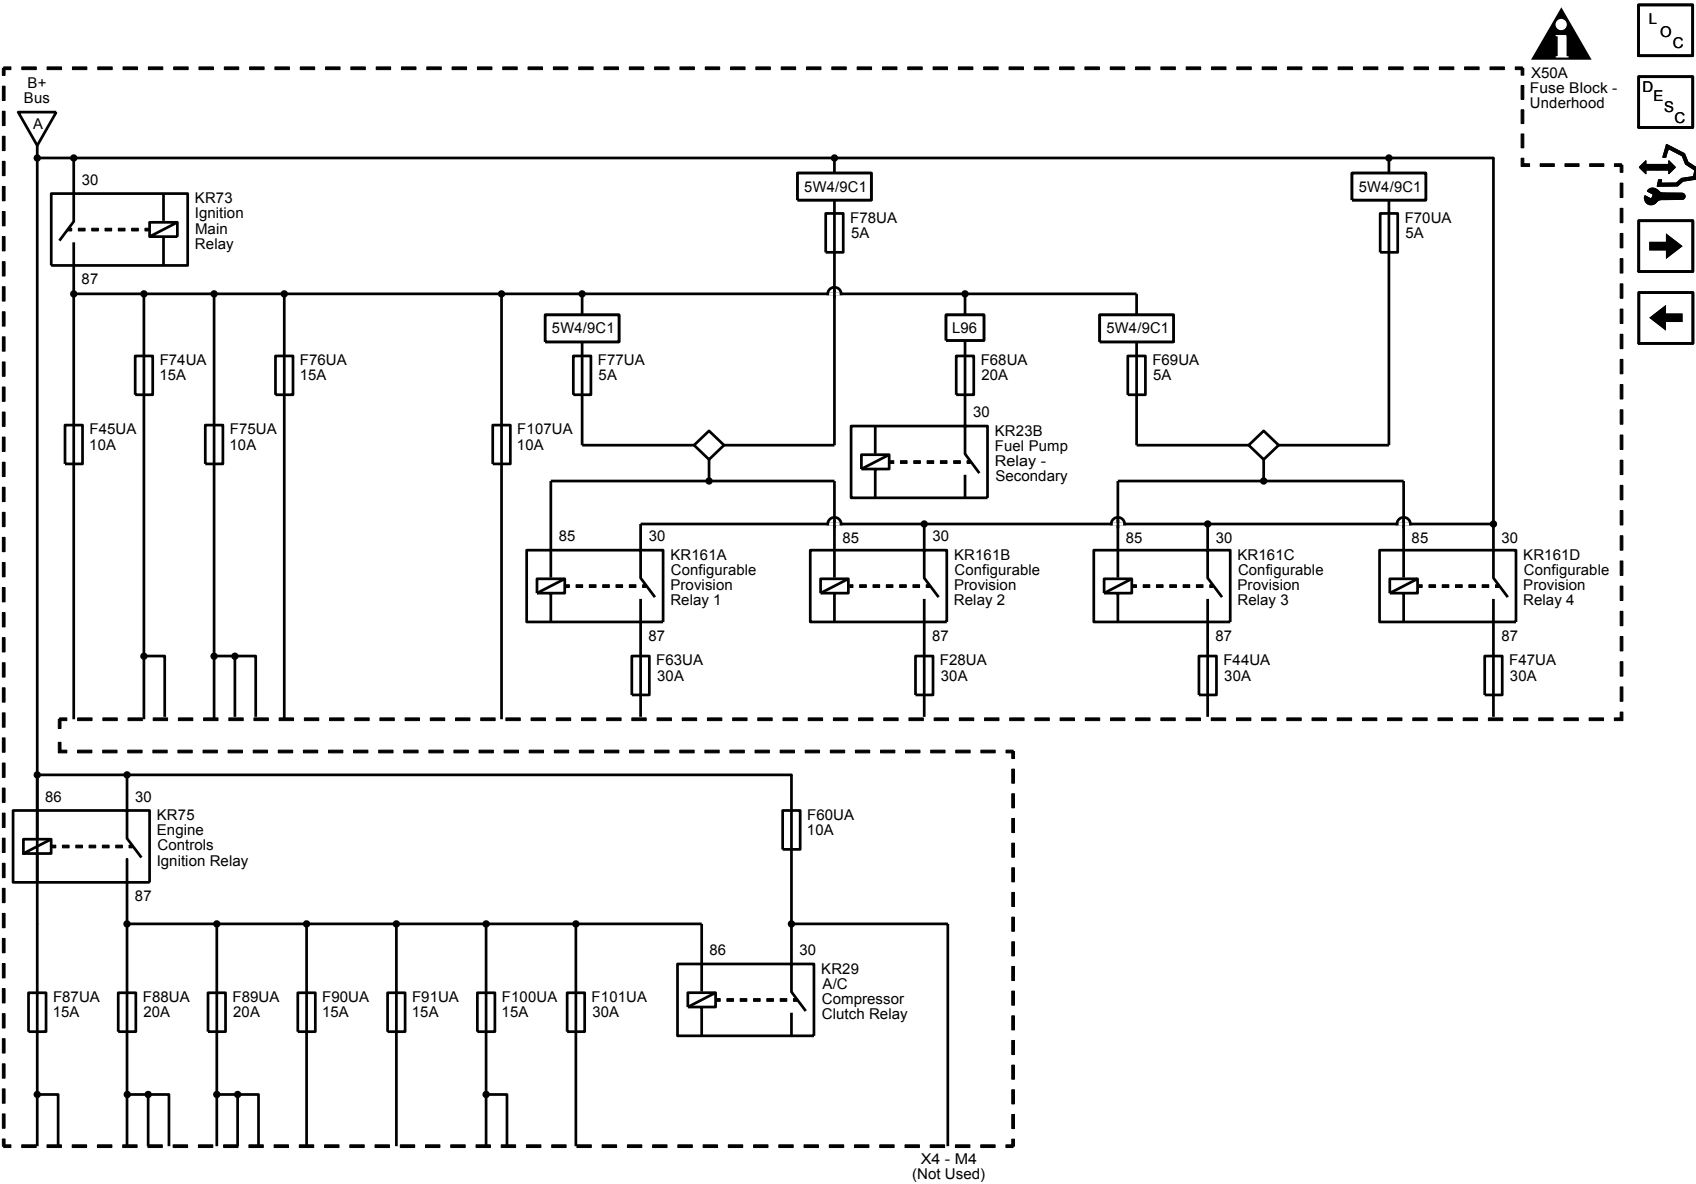 L
O
C
B+
Bus
A
X50A
Fuse Block -
Underhood
D
E
S
C
30
KR73
Ignition
Main
Relay
87
5W4/9C1
F78UA
5A
5W4/9C1
F70UA
5A
F74UA
15A
F76UA
15A
5W4/9C1
F77UA
5A
L96
F68UA
20A
5W4/9C1
F69UA
5A
F45UA
10A
F75UA
10A
F107UA
10A
30
KR23B
Fuel Pump
Relay -
Secondary
85
30
KR161A
Configurable
Provision
Relay 1
87
F63UA
30A
85
30
KR161B
Configurable
Provision
Relay 2
87
F28UA
30A
85
30
KR161C
Configurable
Provision
Relay 3
87
F44UA
30A
85
30
KR161D
Configurable
Provision
Relay 4
87
F47UA
30A
86
30
KR75
Engine
Controls
Ignition Relay
87
F60UA
10A
86
30
KR29
A/C
Compressor
Clutch Relay
F87UA
15A
F88UA
20A
F89UA
20A
F90UA
15A
F91UA
15A
F100UA
15A
F101UA
30A
X4 - M4
(Not Used)